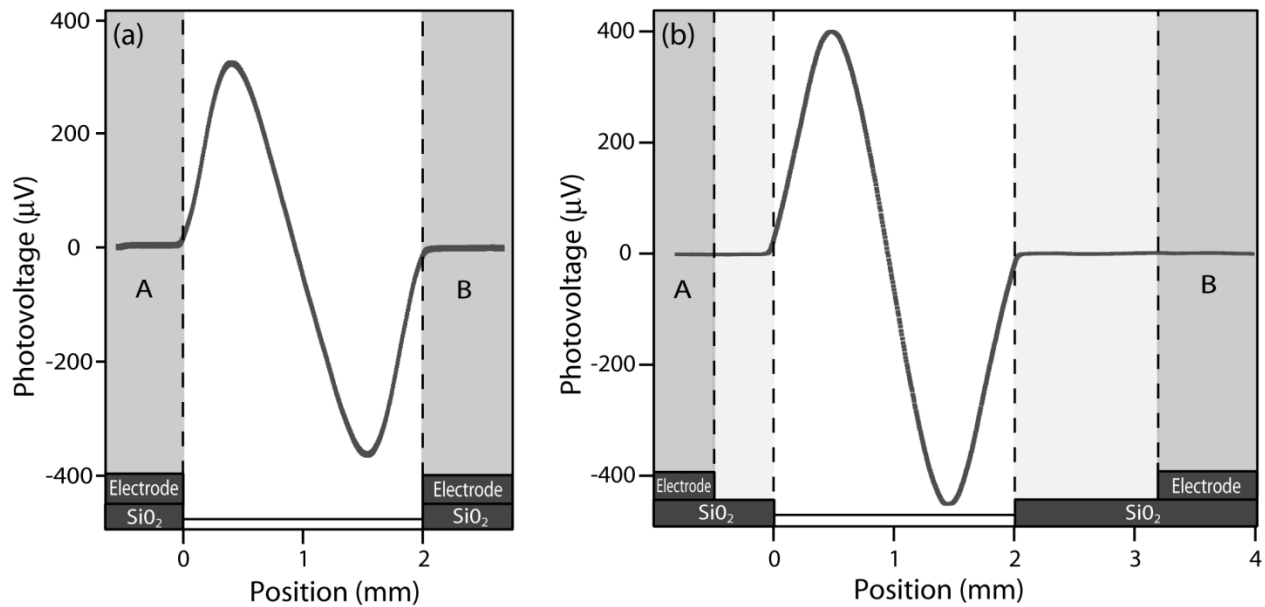 (a)
400
200
0
-200
-400
Photovoltage (µV)
A
B
Electrode
SiO₂
Electrode
SiO₂
0
1
2
Position (mm)
(b)
400
200
0
-200
-400
Photovoltage (µV)
A
B
Electrode
SiO₂
Electrode
SiO₂
0
1
2
3
4
Position (mm)